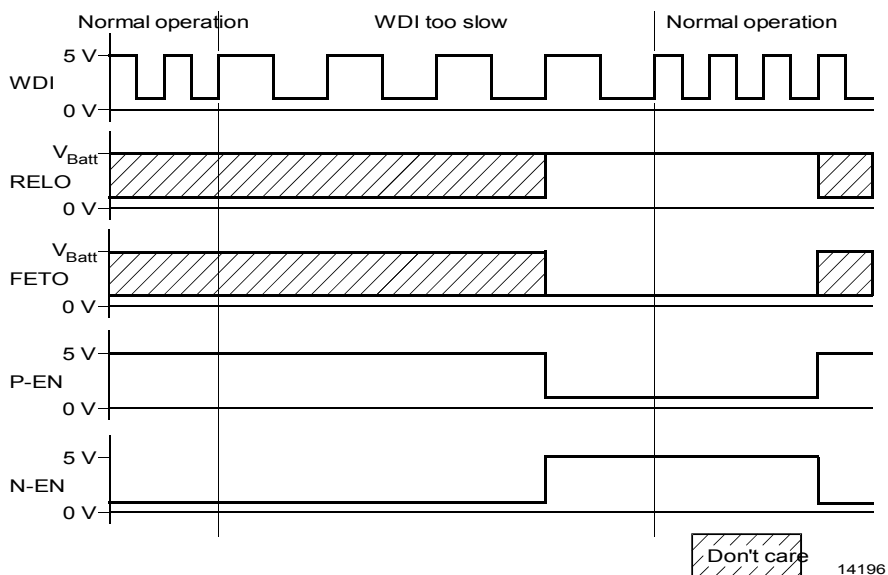 Normal operation
WDI too slow
Normal operation
5 V
WDI
0 V
VBatt
RELO
0 V
VBatt
FETO
0 V
5 V
P-EN
0 V
5 V
N-EN
0 V
Don't care
14196